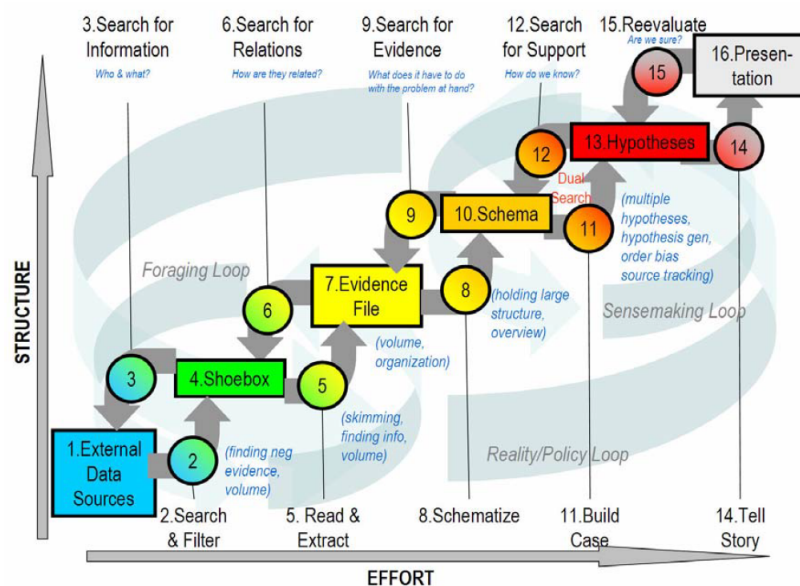 3.Search for
Information
Who & what?
6.Search for
Relations
How are they related?
9.Search for
Evidence
What does it have to do
with the problem at hand?
12.Search
for Support
How do we know?
15.Reevaluate
Are we sure?
16.Presen-
tation
15
13.Hypotheses
14
12
Dual
Search
11
(multiple
hypotheses,
hypothesis gen,
order bias
source tracking)
10.Schema
9
Foraging Loop
7.Evidence
File
8
(holding large
structure,
overview)
Sensemaking Loop
6
(volume,
organization)
3
4.Shoebox
5
(skimming,
finding info,
volume)
1.External
Data
Sources
2
(finding neg
evidence,
volume)
Reality/Policy Loop
2.Search
& Filter
5. Read &
Extract
8.Schematize
11.Build
Case
14.Tell
Story
STRUCTURE
EFFORT